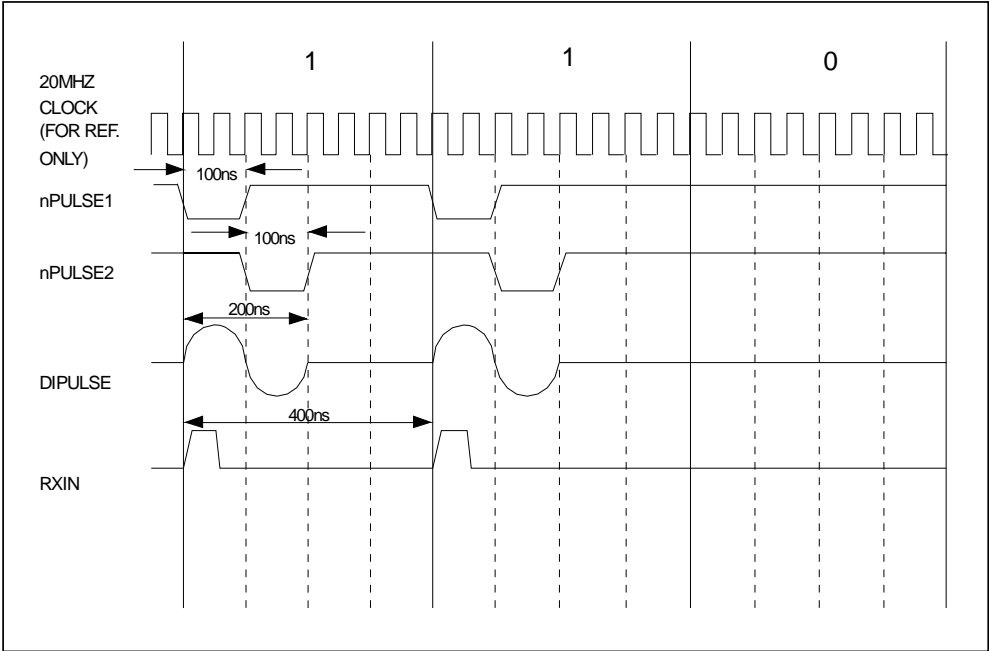 1
1
0
20MHZ
CLOCK
(FOR REF.
ONLY)
100ns
nPULSE1
100ns
nPULSE2
200ns
DIPULSE
400ns
RXIN